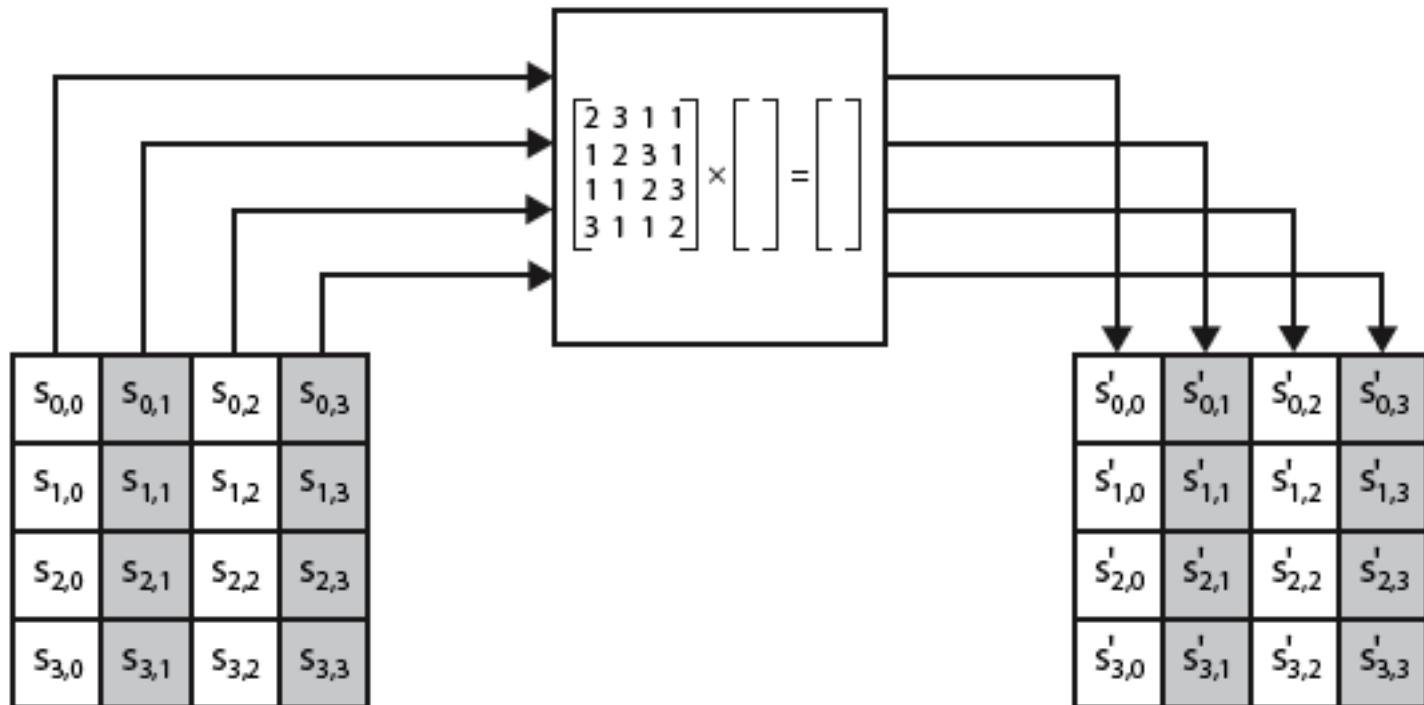 2 3 1 1
1 2 3 1
1 1 2 3
3 1 1 2
× =
S0,0 S0,1 S0,2 S0,3
S1,0 S1,1 S1,2 S1,3
S2,0 S2,1 S2,2 S2,3
S3,0 S3,1 S3,2 S3,3
S'0,0 S'0,1 S'0,2 S'0,3
S'1,0 S'1,1 S'1,2 S'1,3
S'2,0 S'2,1 S'2,2 S'2,3
S'3,0 S'3,1 S'3,2 S'3,3